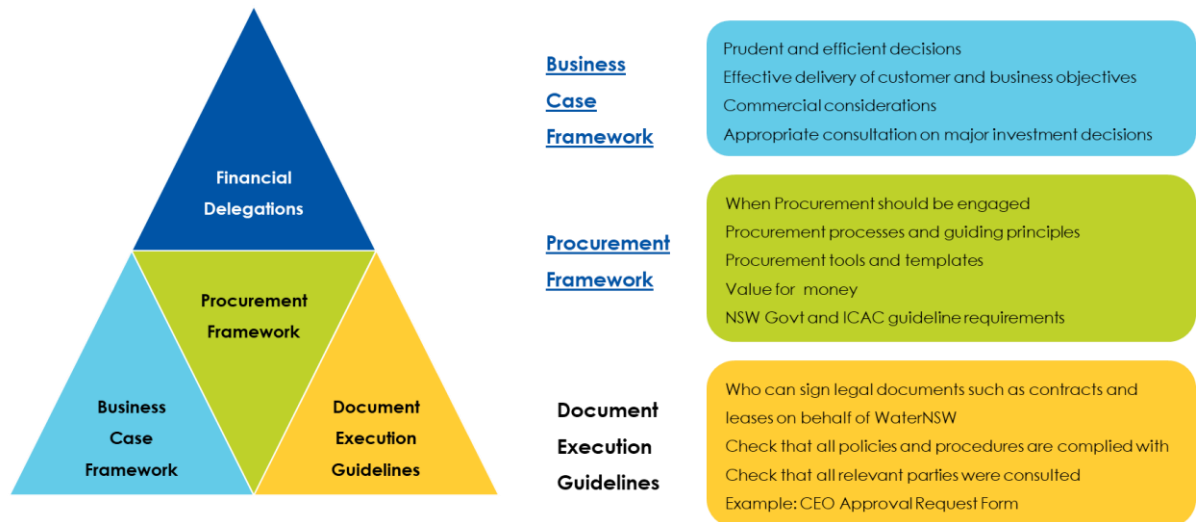 Financial
Delegations
Procurement
Framework
Business
Case
Framework
Document
Execution
Guidelines
Business
Case
Framework
Prudent and efficient decisions
Effective delivery of customer and business objectives
Commercial considerations
Appropriate consultation on major investment decisions
Procurement
Framework
When Procurement should be engaged
Procurement processes and guiding principles
Procurement tools and templates
Value for money
NSW Govt and ICAC guideline requirements
Document
Execution
Guidelines
Who can sign legal documents such as contracts and
leases on behalf of WaterNSW
Check that all policies and procedures are complied with
Check that all relevant parties were consulted
Example: CEO Approval Request Form